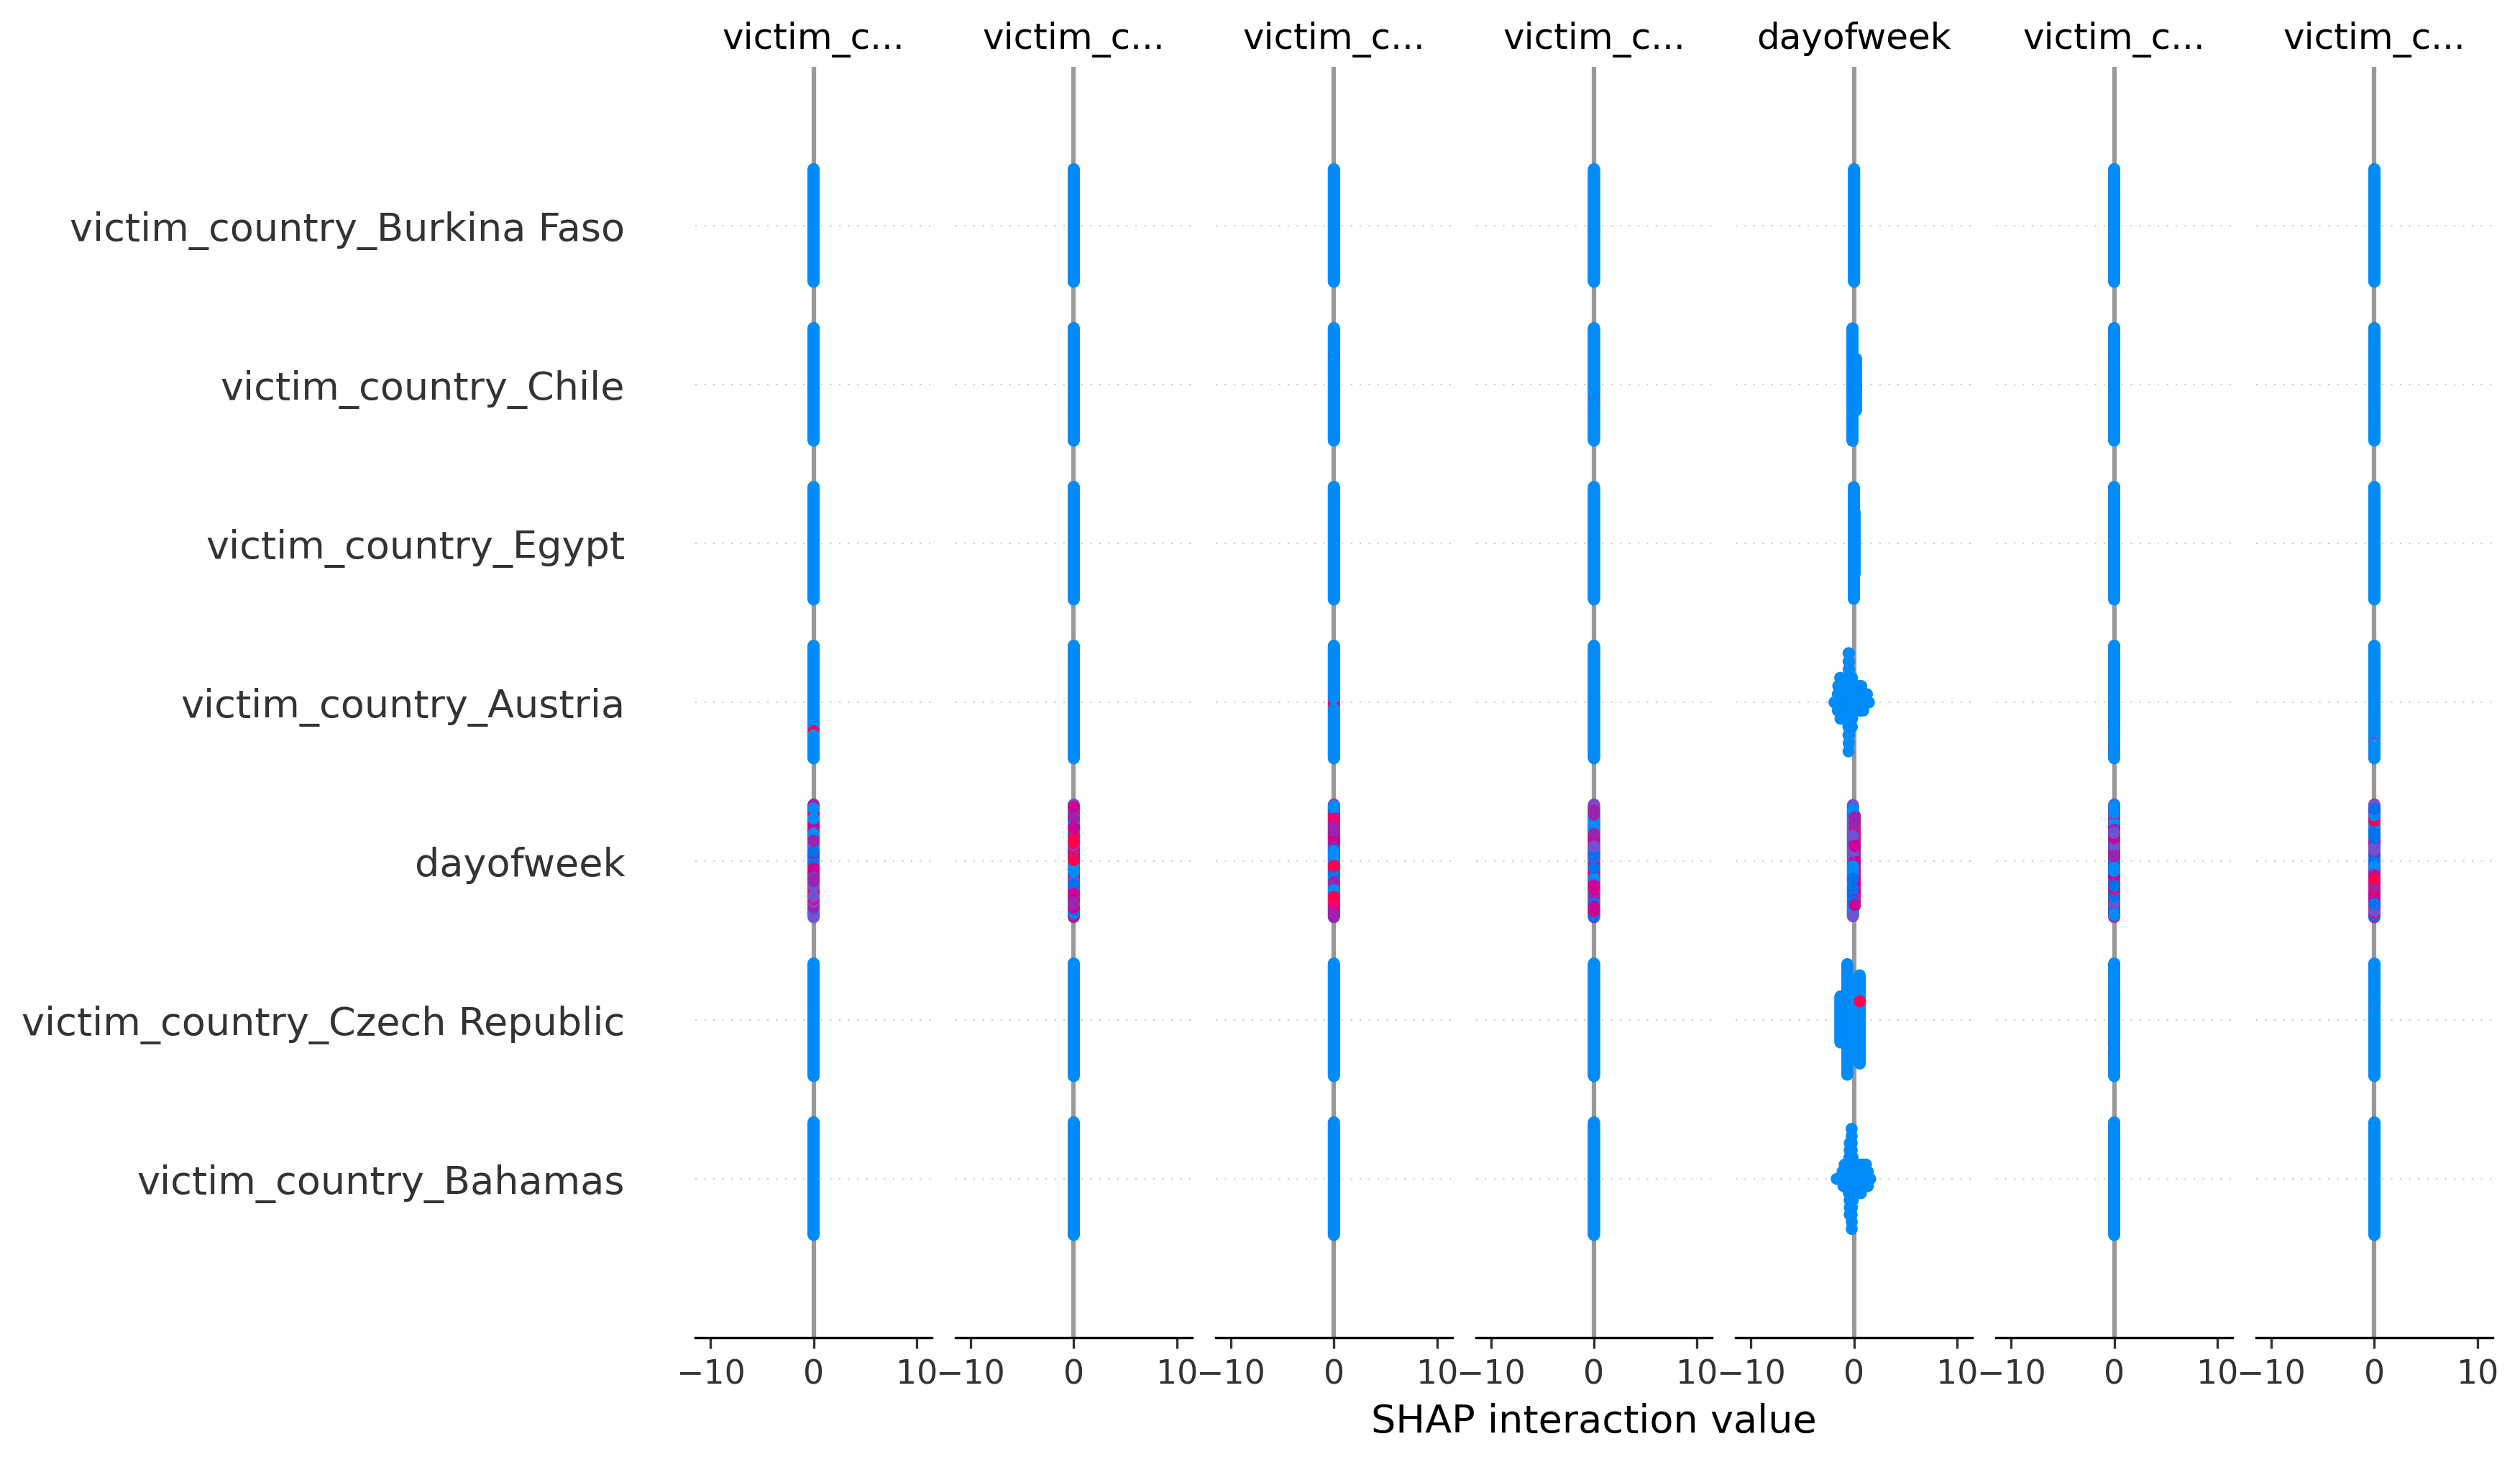 victim_c... victim_c... victim_c... victim_c... dayofweek victim_c... victim_c...
victim_country_Burkina Faso
victim_country_Chile
victim_country_Egypt
victim_country_Austria
dayofweek
victim_country_Czech Republic
victim_country_Bahamas
−10 0 10 −10 0 10 −10 0 10 −10 0 10 −10 0 10 −10 0 10 −10 0 10
SHAP interaction value